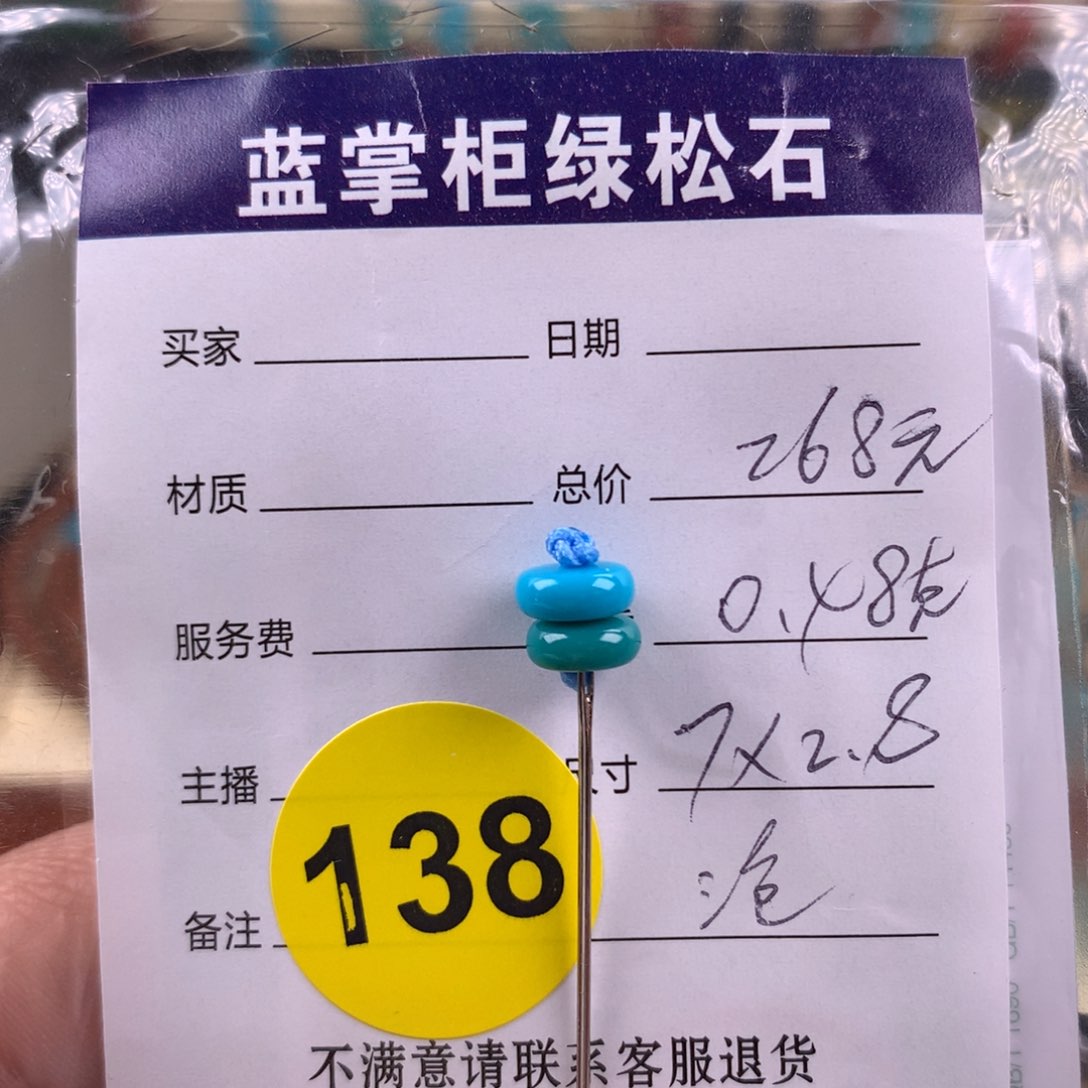 蓝掌柜绿松石
买家 日期
材质 总价 268元
服务费 0.48克
主播 尺寸 7X2.8
备注
138
不满意请联系客服退货